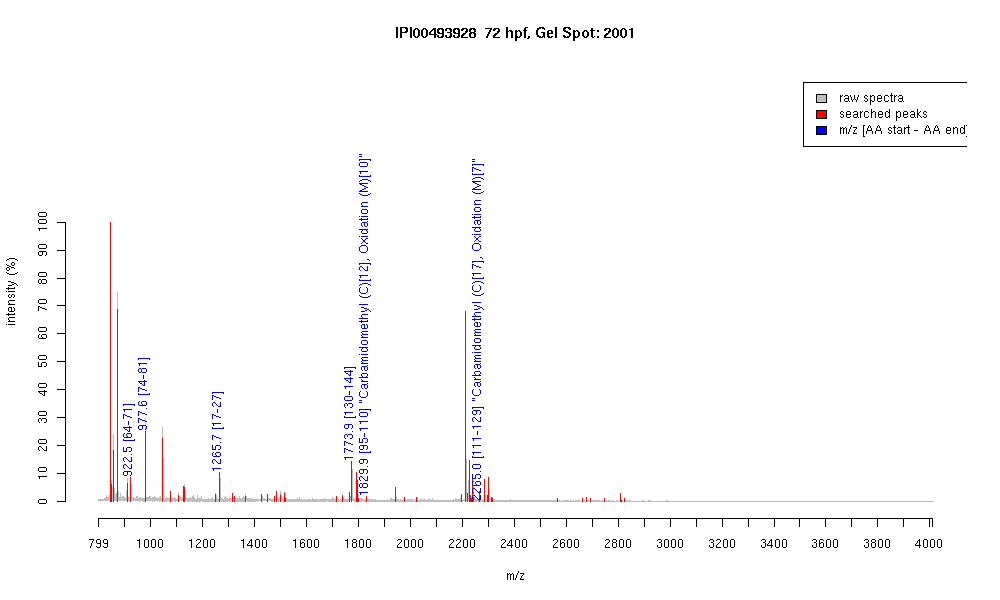 IPI00493928 72 hpf, Gel Spot: 2001
raw spectra
searched peaks
m/z [AA start - AA end]
intensity (%)
100
90
80
70
60
50
40
30
20
10
0
922.5 [64-71]
977.6 [74-81]
1265.7 [17-27]
1773.9 [130-144]
1829.9 [95-110] "Carbamidomethyl (C)[12], Oxidation (M)[10]"
2265.0 [111-129] "Carbamidomethyl (C)[17], Oxidation (M)[7]"
799 1000 1200 1400 1600 1800 2000 2200 2400 2600 2800 3000 3200 3400 3600 3800 4000
m/z